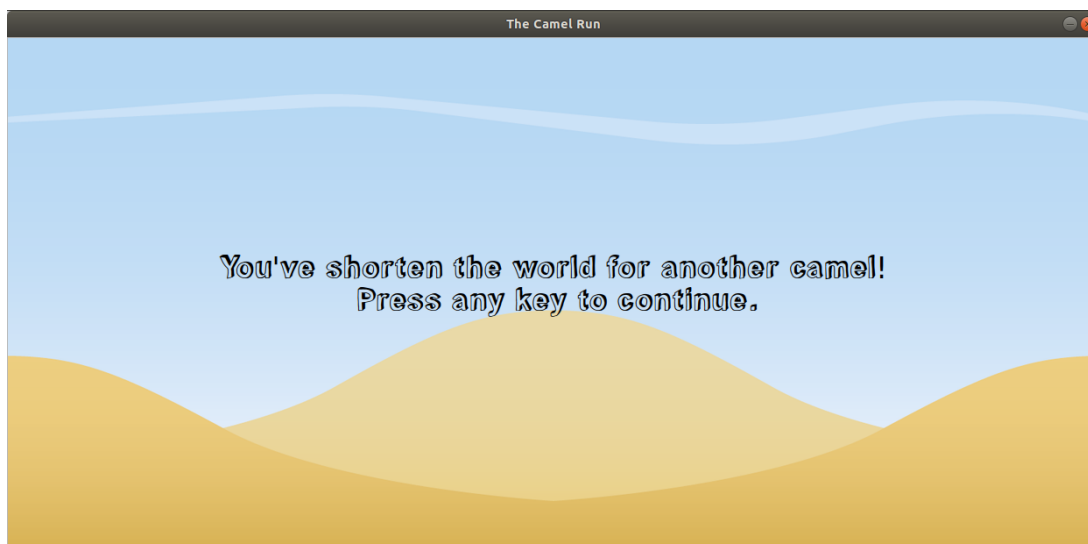 The Camel Run
You've shorten the world for another camel!
Press any key to continue.